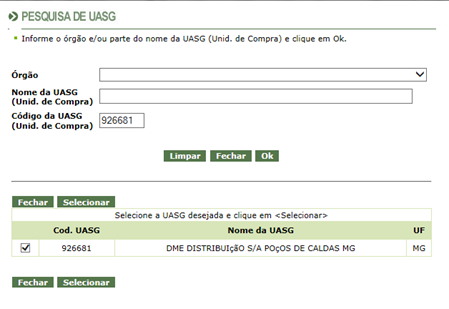 PESQUISA DE UASG
Informe o órgão e/ou parte do nome da UASG (Unid. de Compra) e clique em Ok.
Órgão
Nome da UASG
(Unid. de Compra)
Código da UASG
(Unid. de Compra)
926681
Limpar Fechar Ok
Fechar Selecionar
Selecione a UASG desejada e clique em <Selecionar>
Cod. UASG Nome da UASG UF
926681 DME DISTRIBUIçãO S/A POçOS DE CALDAS MG MG
Fechar Selecionar